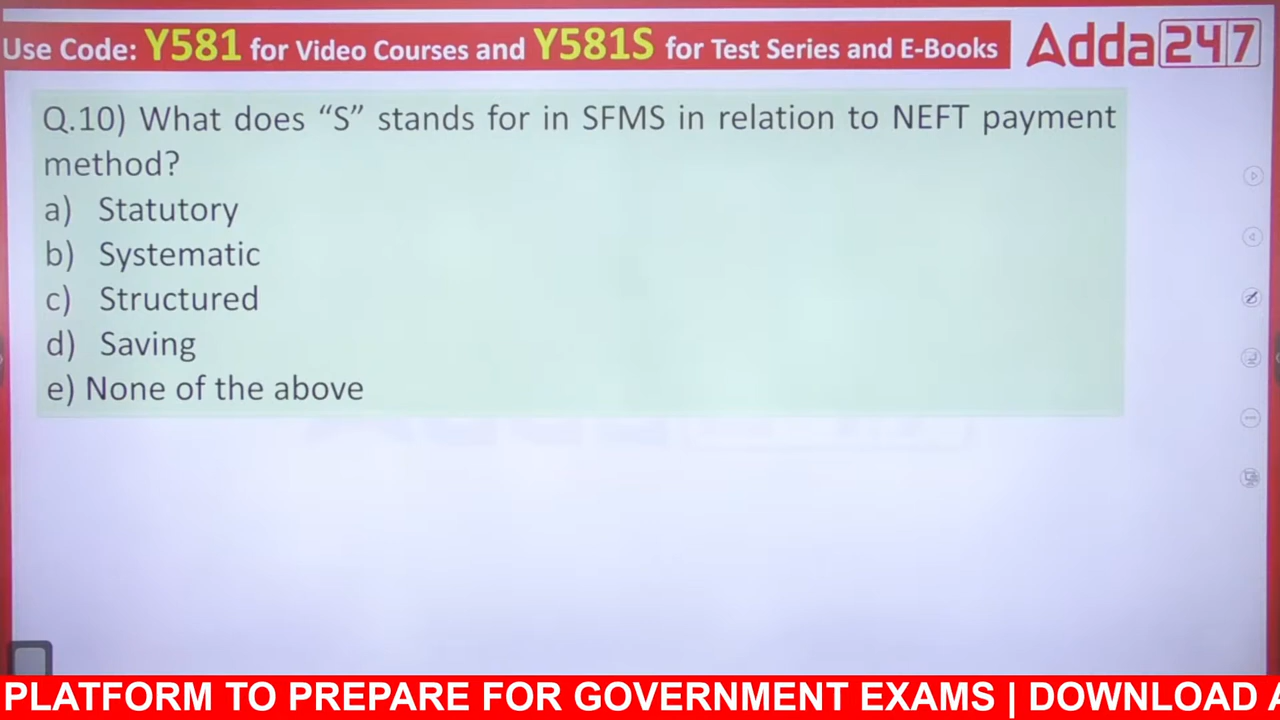 Use Code: Y581 for Video Courses and Y581S for Test Series and E-Books
Adda247
Q.10) What does “S” stands for in SFMS in relation to NEFT payment
method?
a) Statutory
b) Systematic
c) Structured
d) Saving
e) None of the above
PLATFORM TO PREPARE FOR GOVERNMENT EXAMS | DOWNLOAD A